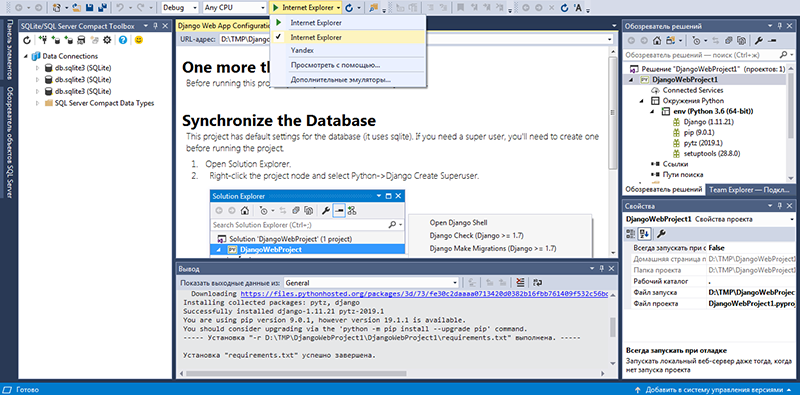 Debug
Any CPU
Internet Explorer
Internet Explorer
Internet Explorer
Yandex
Просмотреть с помощью...
Дополнительные эмуляторы...
Панель элементов
Обозреватель объектов SQL Server
SQLite/SQL Server Compact Toolbox
Data Connections
db.sqlite3 (SQLite)
db.sqlite3 (SQLite)
db.sqlite3 (SQLite)
SQL Server Compact Data Types
Django Web App Configuratio
URL-адрес: D:\TMP\Djang
One more th
Before running this proj
Synchronize the Database
This project has default settings for the database (it uses sqlite). If you need a super user, you'll need to create one
before running the project.
1. Open Solution Explorer.
2. Right-click the project node and select Python->Django Create Superuser.
Solution Explorer
Search Solution Explorer (Ctrl+;)
Solution 'DjangoWebProject' (1 project)
DjangoWebProject
Open Django Shell
Django Check (Django >= 1.7)
Django Make Migrations (Django >= 1.7)
Вывод
Показать выходные данные из: General
Downloading https://files.pythonhosted.org/packages/3d/73/fe30c2daaaa0713420d0382b16fbb761409f532c56bd
Installing collected packages: pytz, django
Successfully installed django-1.11.21 pytz-2019.1
You are using pip version 9.0.1, however version 19.1.1 is available.
You should consider upgrading via the 'python -m pip install --upgrade pip' command.
----- Установка "-r D:\TMP\DjangoWebProject1\DjangoWebProject1\requirements.txt" выполнена. -----
Установка "requirements.txt" успешно завершена.
Обозреватель решений
Обозреватель решений — поиск (Ctrl+ж)
Решение "DjangoWebProject1" (проектов: 1)
DjangoWebProject1
Connected Services
Окружения Python
env (Python 3.6 (64-bit))
Django (1.11.21)
pip (9.0.1)
pytz (2019.1)
setuptools (28.8.0)
Ссылки
Пути поиска
Обозреватель решений
Team Explorer — Подкл...
Свойства
DjangoWebProject1 Свойства проекта
Всегда запускать при о False
Домашняя страница п D:\TMP\DjangoWebProject1
Папка проекта D:\TMP\DjangoWebProject1
Рабочий каталог .
Файл запуска D:\TMP\DjangoWebProject1
Файл проекта DjangoWebProject1.pyproj
Всегда запускать при отладке
Запускать локальный веб-сервер даже тогда, когда
нет запуска проекта
Готово
Добавить в систему управления версиями